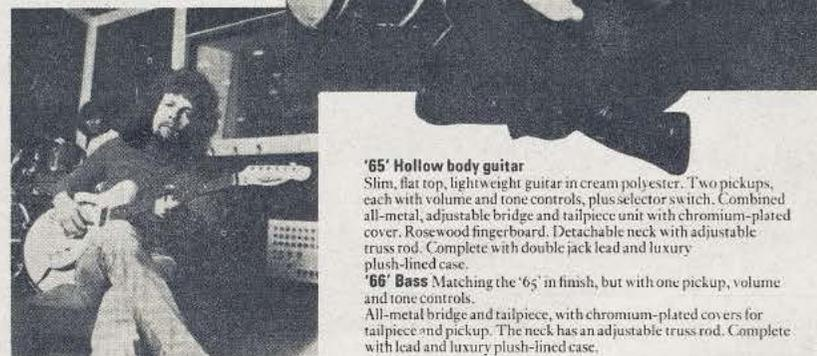 '65' Hollow body guitar
Slim, flat top, lightweight guitar in cream polyester. Two pickups,
each with volume and tone controls, plus selector switch. Combined
all-metal, adjustable bridge and tailpiece unit with chromium-plated
cover. Rosewood fingerboard. Detachable neck with adjustable
truss rod. Complete with double jack lead and luxury
plush-lined case.
'66' Bass Matching the '65' in finish, but with one pickup, volume
and tone controls.
All-metal bridge and tailpiece, with chromium-plated covers for
tailpiece and pickup. The neck has an adjustable truss rod. Complete
with lead and luxury plush-lined case.